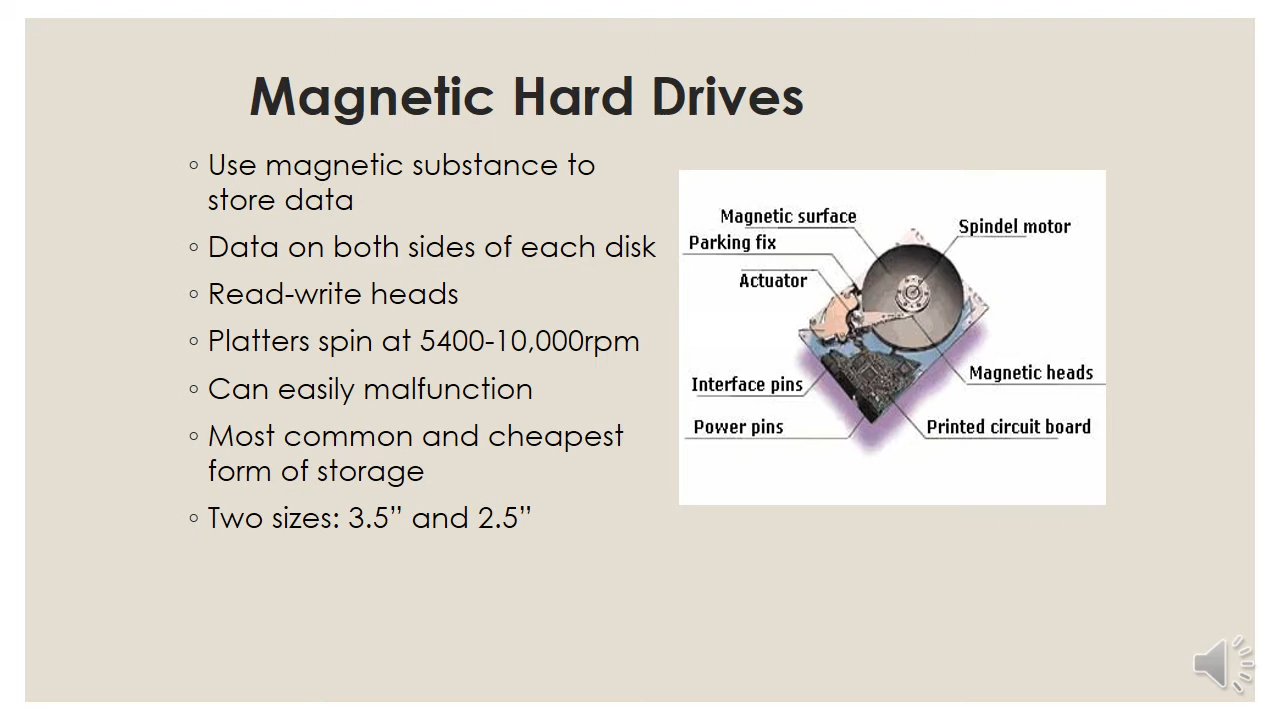 Magnetic Hard Drives
◦ Use magnetic substance to
store data
◦ Data on both sides of each disk
◦ Read-write heads
◦ Platters spin at 5400-10,000rpm
◦ Can easily malfunction
◦ Most common and cheapest
form of storage
◦ Two sizes: 3.5” and 2.5”
Magnetic surface
Spindel motor
Parking fix
Actuator
Magnetic heads
Interface pins
Power pins
Printed circuit board